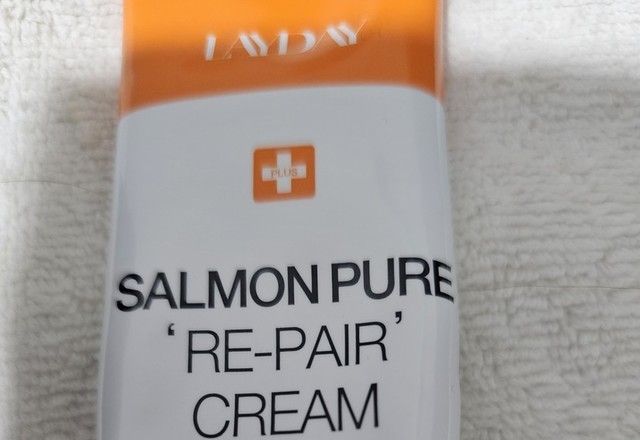 LAYDAY
PLUS
SALMON PURE
‘RE-PAIR’
CREAM